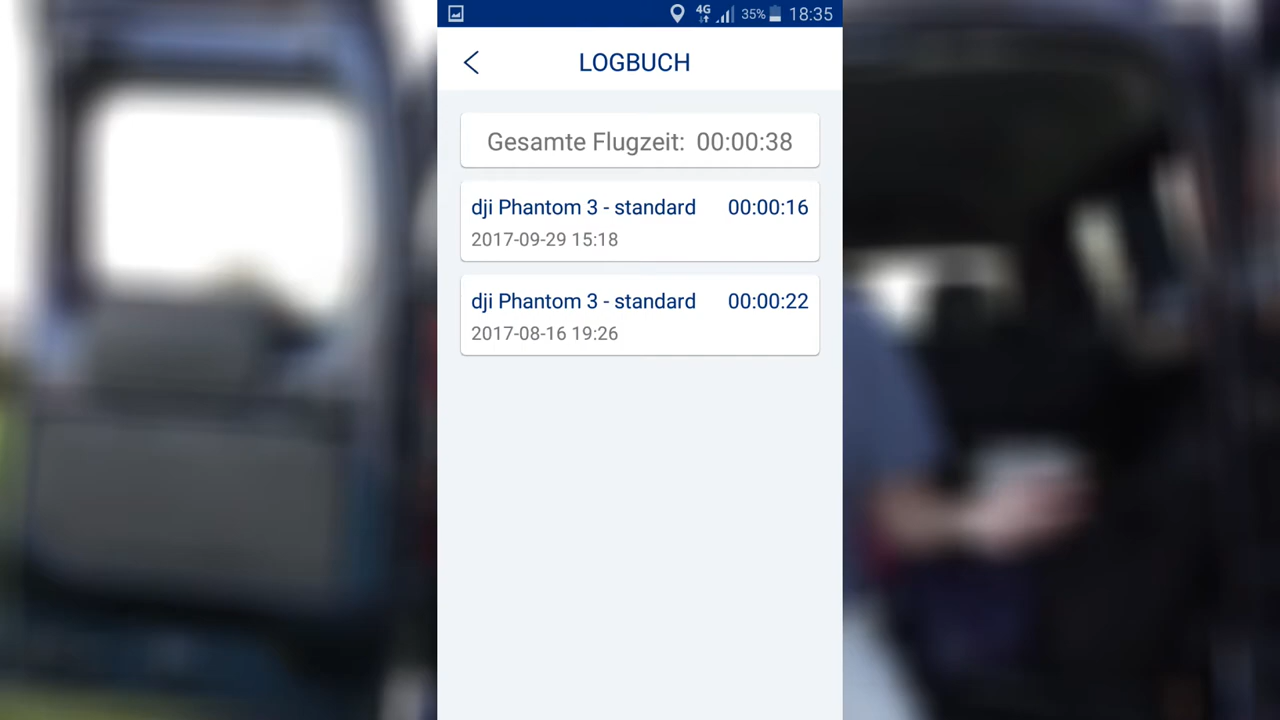 4G 35% 18:35
LOGBUCH
Gesamte Flugzeit: 00:00:38
dji Phantom 3 - standard 00:00:16
2017-09-29 15:18
dji Phantom 3 - standard 00:00:22
2017-08-16 19:26